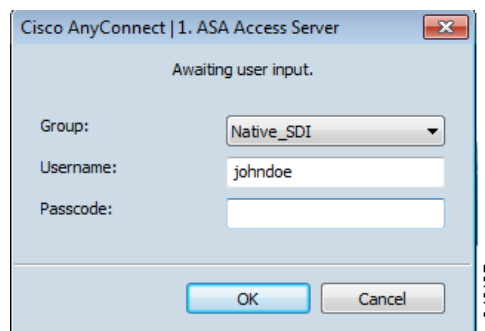 Cisco AnyConnect | 1. ASA Access Server
Awaiting user input.
Group: Native_SDI
Username: johndoe
Passcode:
OK Cancel